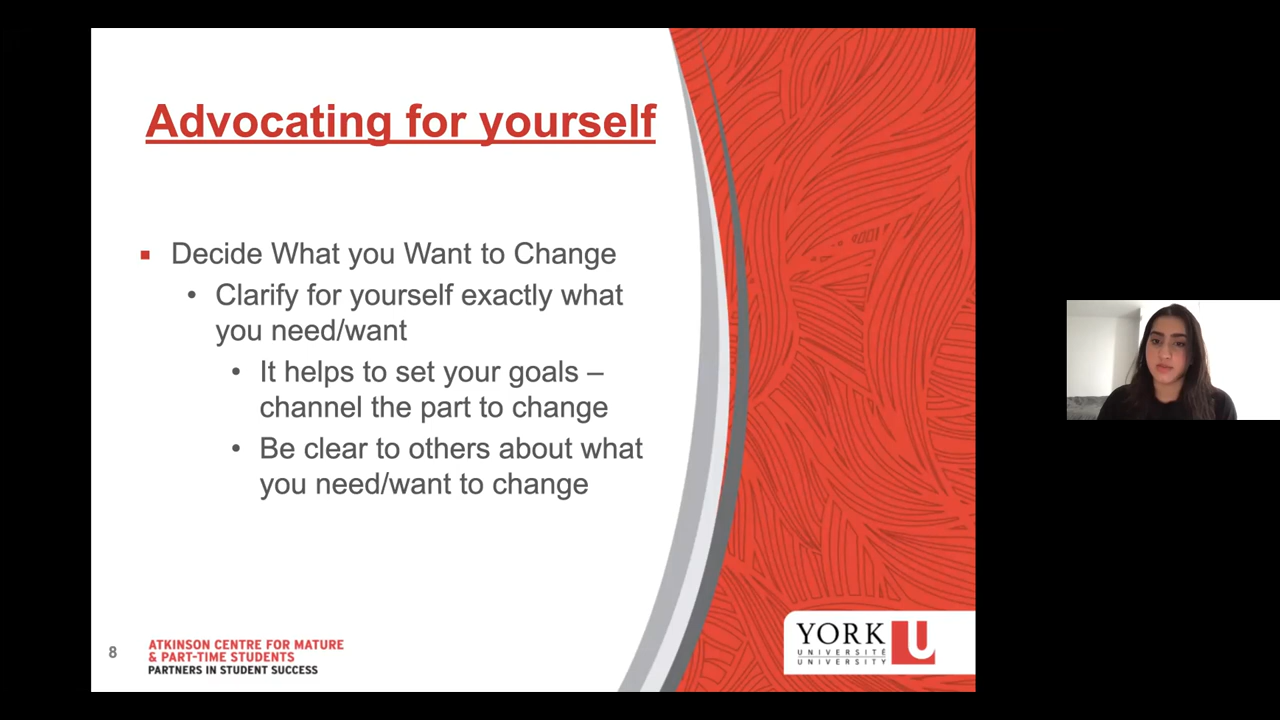 Advocating for yourself
▪ Decide What you Want to Change
• Clarify for yourself exactly what
you need/want
• It helps to set your goals –
channel the part to change
• Be clear to others about what
you need/want to change
8
ATKINSON CENTRE FOR MATURE
& PART-TIME STUDENTS
PARTNERS IN STUDENT SUCCESS
YORK U
UNIVERSITÉ
UNIVERSITY